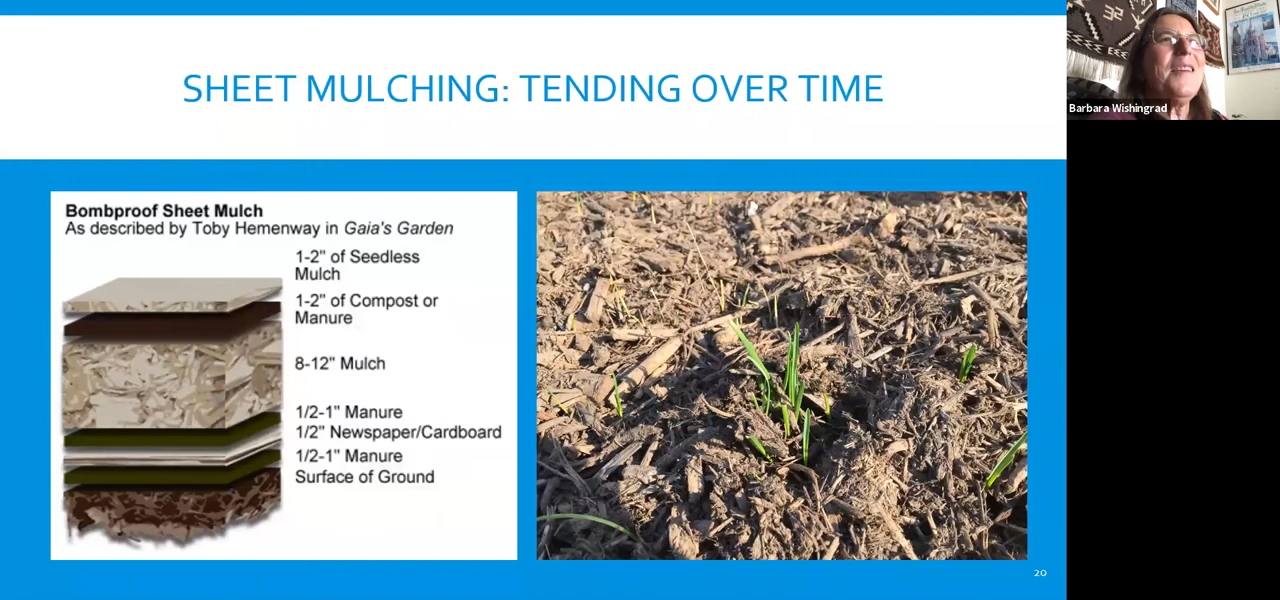 SHEET MULCHING: TENDING OVER TIME
Bombproof Sheet Mulch
As described by Toby Hemenway in Gaia's Garden
1-2" of Seedless
Mulch
1-2" of Compost or
Manure
8-12" Mulch
1/2-1" Manure
1/2" Newspaper/Cardboard
1/2-1" Manure
Surface of Ground
20
Barbara Wishingrad